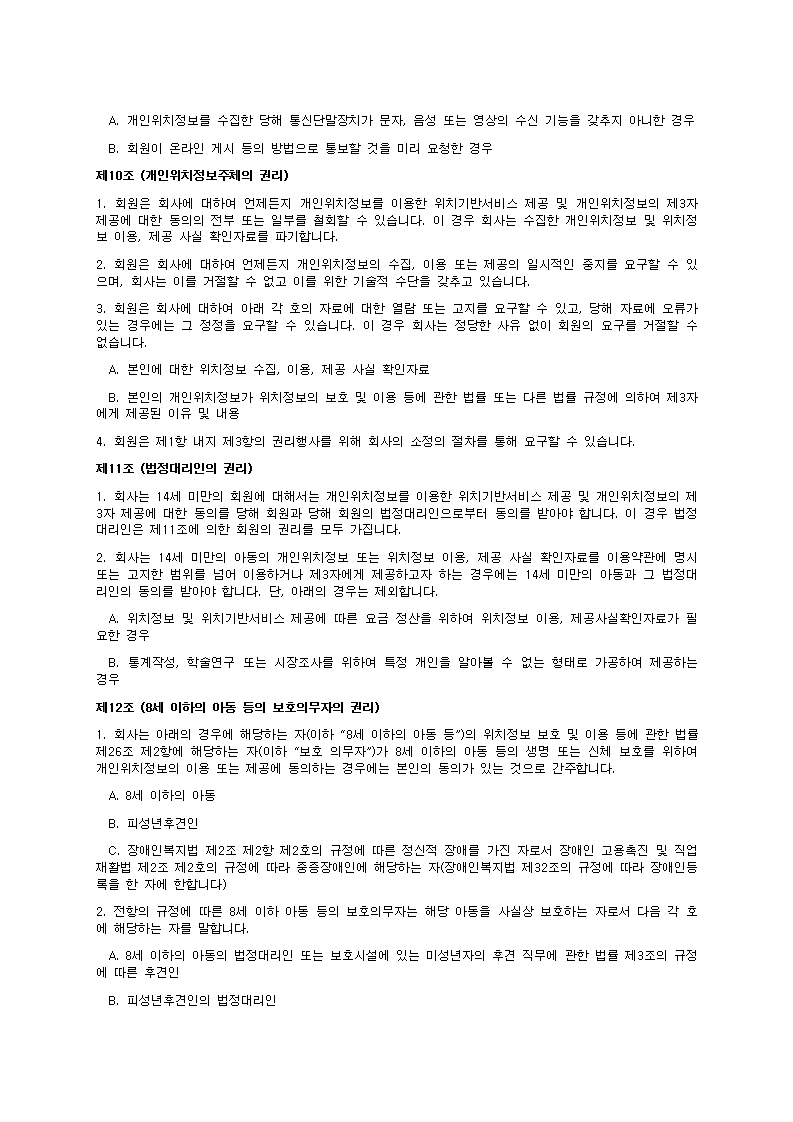 A. 개인위치정보를 수집한 당해 통신단말장치가 문자, 음성 또는 영상의 수신 기능을 갖추지 아니한 경우
B. 회원이 온라인 게시 등의 방법으로 통보할 것을 미리 요청한 경우
제10조 (개인위치정보주체의 권리)
1. 회원은 회사에 대하여 언제든지 개인위치정보를 이용한 위치기반서비스 제공 및 개인위치정보의 제3자
제공에 대한 동의의 전부 또는 일부를 철회할 수 있습니다. 이 경우 회사는 수집한 개인위치정보 및 위치정
보 이용, 제공 사실 확인자료를 파기합니다.
2. 회원은 회사에 대하여 언제든지 개인위치정보의 수집, 이용 또는 제공의 일시적인 중지를 요구할 수 있
으며, 회사는 이를 거절할 수 없고 이를 위한 기술적 수단을 갖추고 있습니다.
3. 회원은 회사에 대하여 아래 각 호의 자료에 대한 열람 또는 고지를 요구할 수 있고, 당해 자료에 오류가
있는 경우에는 그 정정을 요구할 수 있습니다. 이 경우 회사는 정당한 사유 없이 회원의 요구를 거절할 수
없습니다.
A. 본인에 대한 위치정보 수집, 이용, 제공 사실 확인자료
B. 본인의 개인위치정보가 위치정보의 보호 및 이용 등에 관한 법률 또는 다른 법률 규정에 의하여 제3자
에게 제공된 이유 및 내용
4. 회원은 제1항 내지 제3항의 권리행사를 위해 회사의 소정의 절차를 통해 요구할 수 있습니다.
제11조 (법정대리인의 권리)
1. 회사는 14세 미만의 회원에 대해서는 개인위치정보를 이용한 위치기반서비스 제공 및 개인위치정보의 제
3자 제공에 대한 동의를 당해 회원과 당해 회원의 법정대리인으로부터 동의를 받아야 합니다. 이 경우 법정
대리인은 제11조에 의한 회원의 권리를 모두 가집니다.
2. 회사는 14세 미만의 아동의 개인위치정보 또는 위치정보 이용, 제공 사실 확인자료를 이용약관에 명시
또는 고지한 범위를 넘어 이용하거나 제3자에게 제공하고자 하는 경우에는 14세 미만의 아동과 그 법정대
리인의 동의를 받아야 합니다. 단, 아래의 경우는 제외합니다.
A. 위치정보 및 위치기반서비스 제공에 따른 요금 정산을 위하여 위치정보 이용, 제공사실확인자료가 필
요한 경우
B. 통계작성, 학술연구 또는 시장조사를 위하여 특정 개인을 알아볼 수 없는 형태로 가공하여 제공하는
경우
제12조 (8세 이하의 아동 등의 보호의무자의 권리)
1. 회사는 아래의 경우에 해당하는 자(이하 “8세 이하의 아동 등”)의 위치정보 보호 및 이용 등에 관한 법률
제26조 제2항에 해당하는 자(이하 “보호 의무자”)가 8세 이하의 아동 등의 생명 또는 신체 보호를 위하여
개인위치정보의 이용 또는 제공에 동의하는 경우에는 본인의 동의가 있는 것으로 간주합니다.
A. 8세 이하의 아동
B. 피성년후견인
C. 장애인복지법 제2조 제2항 제2호의 규정에 따른 정신적 장애를 가진 자로서 장애인 고용촉진 및 직업
재활법 제2조 제2호의 규정에 따라 중증장애인에 해당하는 자(장애인복지법 제32조의 규정에 따라 장애인등
록을 한 자에 한합니다)
2. 전항의 규정에 따른 8세 이하 아동 등의 보호의무자는 해당 아동을 사실상 보호하는 자로서 다음 각 호
에 해당하는 자를 말합니다.
A. 8세 이하의 아동의 법정대리인 또는 보호시설에 있는 미성년자의 후견 직무에 관한 법률 제3조의 규정
에 따른 후견인
B. 피성년후견인의 법정대리인